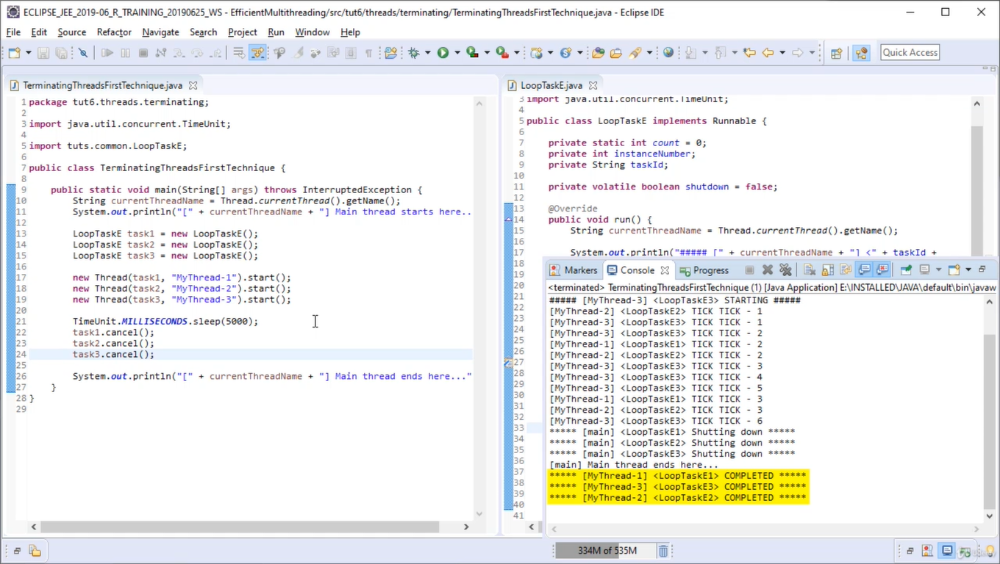 ECLIPSE_JEE_2019-06_R_TRAINING_20190625_WS - EfficientMultithreading/src/tut6/threads/terminating/TerminatingThreadsFirstTechnique.java - Eclipse IDE
File Edit Source Refactor Navigate Search Project Run Window Help
Quick Access
TerminatingThreadsFirstTechnique.java
1 package tut6.threads.terminating;
2
3 import java.util.concurrent.TimeUnit;
4
5 import tuts.common.LoopTaskE;
6
7 public class TerminatingThreadsFirstTechnique {
8
9 public static void main(String[] args) throws InterruptedException {
10 String currentThreadName = Thread.currentThread().getName();
11 System.out.println("[" + currentThreadName + "] Main thread starts here..
12
13 LoopTaskE task1 = new LoopTaskE();
14 LoopTaskE task2 = new LoopTaskE();
15 LoopTaskE task3 = new LoopTaskE();
16
17 new Thread(task1, "MyThread-1").start();
18 new Thread(task2, "MyThread-2").start();
19 new Thread(task3, "MyThread-3").start();
20
21 TimeUnit.MILLISECONDS.sleep(5000);
22 task1.cancel();
23 task2.cancel();
24 task3.cancel();
25
26 System.out.println("[" + currentThreadName + "] Main thread ends here..."
27 }
28 }
29
LoopTaskE.java
3 import java.util.concurrent.TimeUnit;
4
5 public class LoopTaskE implements Runnable {
6
7 private static int count = 0;
8 private int instanceNumber;
9 private String taskId;
10
11 private volatile boolean shutdown = false;
12
13 @Override
14 public void run() {
15 String currentThreadName = Thread.currentThread().getName();
16
17 System.out.println("##### [" + currentThreadName + "] <" + taskId +
18
19
20
21
22
23
24
25
26
27
28
29
30
31
32
33
34
35
36
37
38
39
40
41
Markers Console Progress
<terminated> TerminatingThreadsFirstTechnique (1) [Java Application] E:\INSTALLED\JAVA\default\bin\javaw
##### [MyThread-3] <LoopTaskE3> STARTING #####
[MyThread-2] <LoopTaskE2> TICK TICK - 1
[MyThread-3] <LoopTaskE3> TICK TICK - 1
[MyThread-3] <LoopTaskE3> TICK TICK - 2
[MyThread-1] <LoopTaskE1> TICK TICK - 2
[MyThread-2] <LoopTaskE2> TICK TICK - 2
[MyThread-3] <LoopTaskE3> TICK TICK - 3
[MyThread-3] <LoopTaskE3> TICK TICK - 4
[MyThread-3] <LoopTaskE3> TICK TICK - 5
[MyThread-1] <LoopTaskE1> TICK TICK - 3
[MyThread-2] <LoopTaskE2> TICK TICK - 3
[MyThread-3] <LoopTaskE3> TICK TICK - 6
***** [main] <LoopTaskE1> Shutting down *****
***** [main] <LoopTaskE2> Shutting down *****
***** [main] <LoopTaskE3> Shutting down *****
[main] Main thread ends here...
***** [MyThread-1] <LoopTaskE1> COMPLETED *****
***** [MyThread-3] <LoopTaskE3> COMPLETED *****
***** [MyThread-2] <LoopTaskE2> COMPLETED *****
334M of 535M